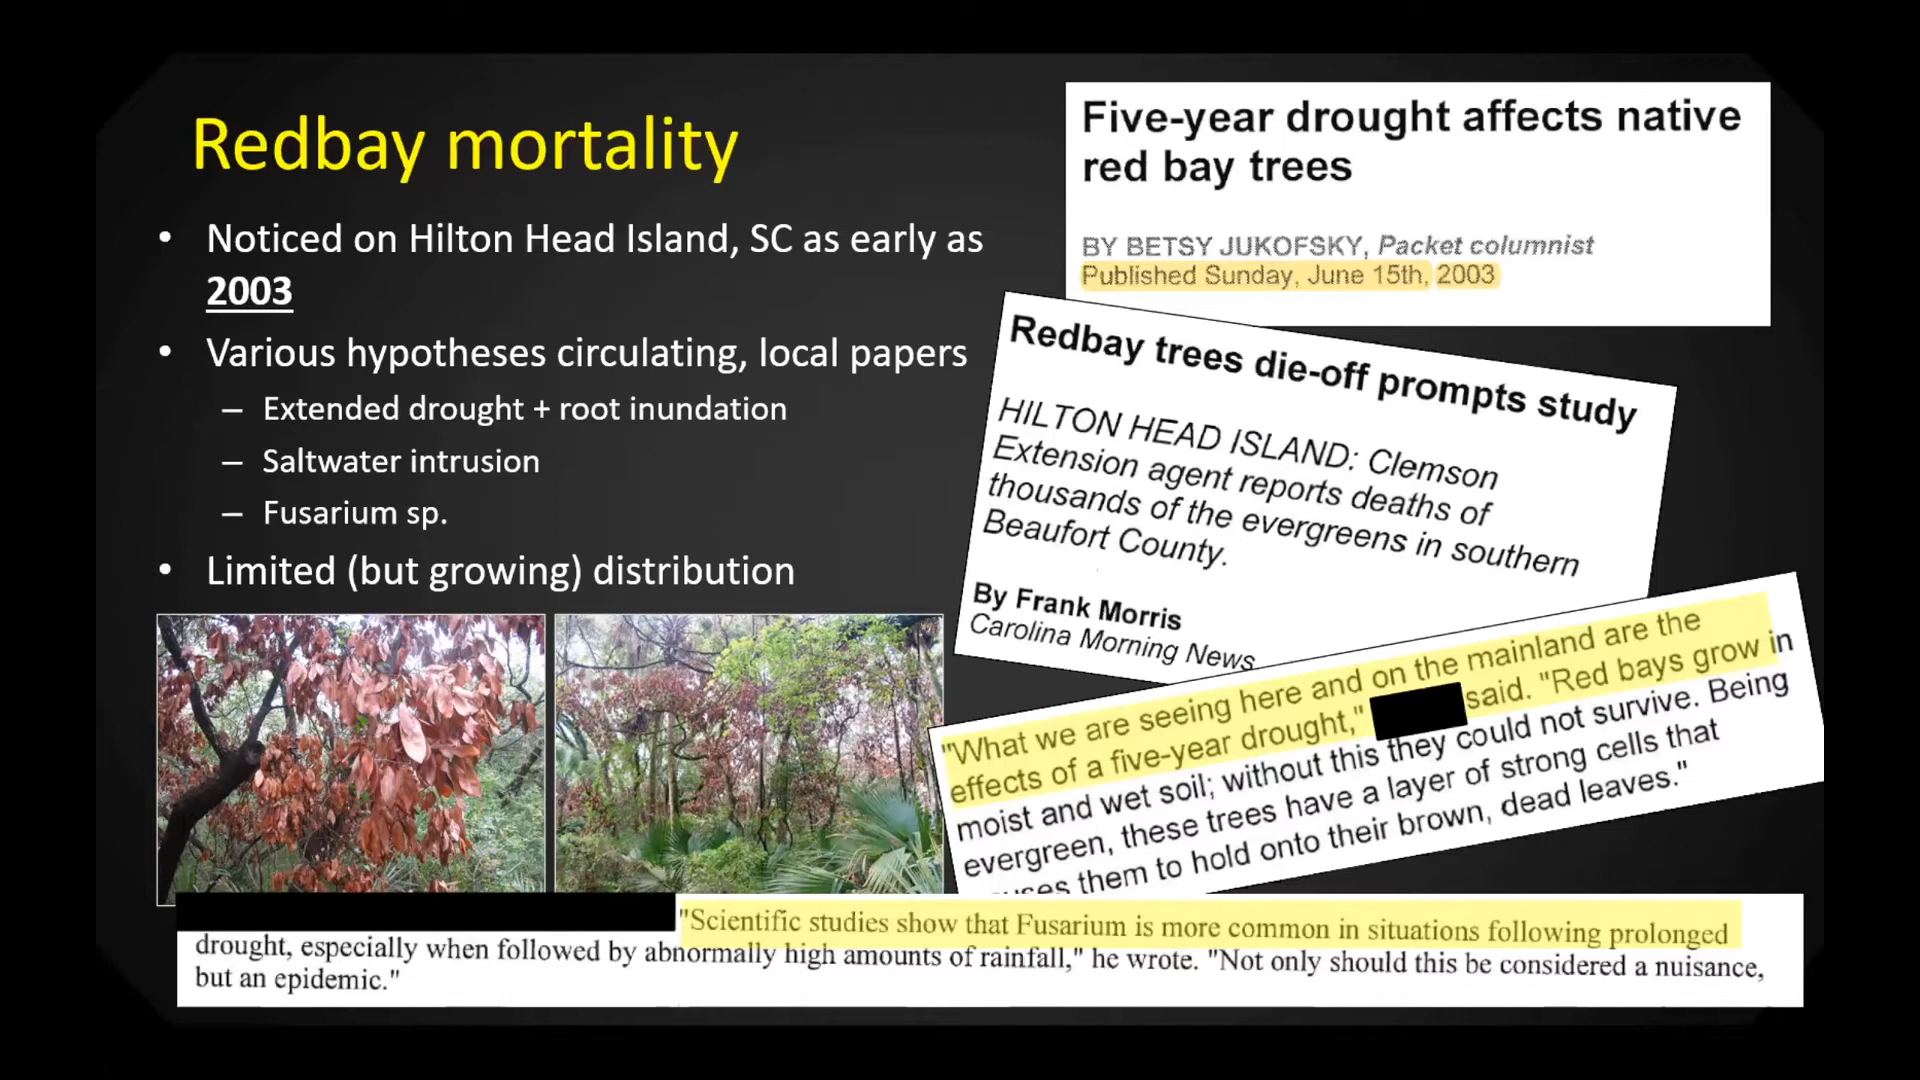 Redbay mortality
• Noticed on Hilton Head Island, SC as early as
2003
• Various hypotheses circulating, local papers
– Extended drought + root inundation
– Saltwater intrusion
– Fusarium sp.
• Limited (but growing) distribution
Five-year drought affects native
red bay trees
BY BETSY JUKOFSKY, Packet columnist
Published Sunday, June 15th, 2003
Redbay trees die-off prompts study
HILTON HEAD ISLAND: Clemson
Extension agent reports deaths of
thousands of the evergreens in southern
Beaufort County.
By Frank Morris
Carolina Morning News
"What we are seeing here and on the mainland are the
effects of a five-year drought," said. "Red bays grow in
moist and wet soil; without this they could not survive. Being
evergreen, these trees have a layer of strong cells that
them to hold onto their brown, dead leaves."
"Scientific studies show that Fusarium is more common in situations following prolonged
drought, especially when followed by abnormally high amounts of rainfall," he wrote. "Not only should this be considered a nuisance,
but an epidemic."